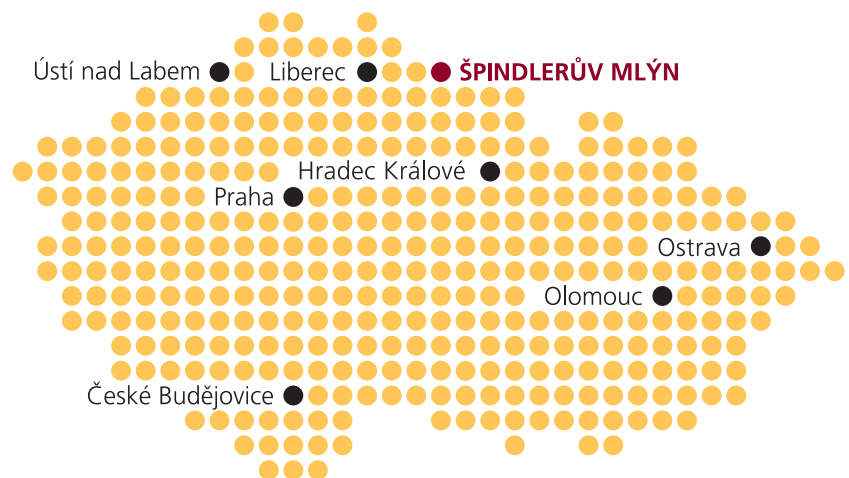 Ústí nad Labem
Liberec
ŠPINDLERŮV MLÝN
Hradec Králové
Praha
Ostrava
Olomouc
České Budějovice